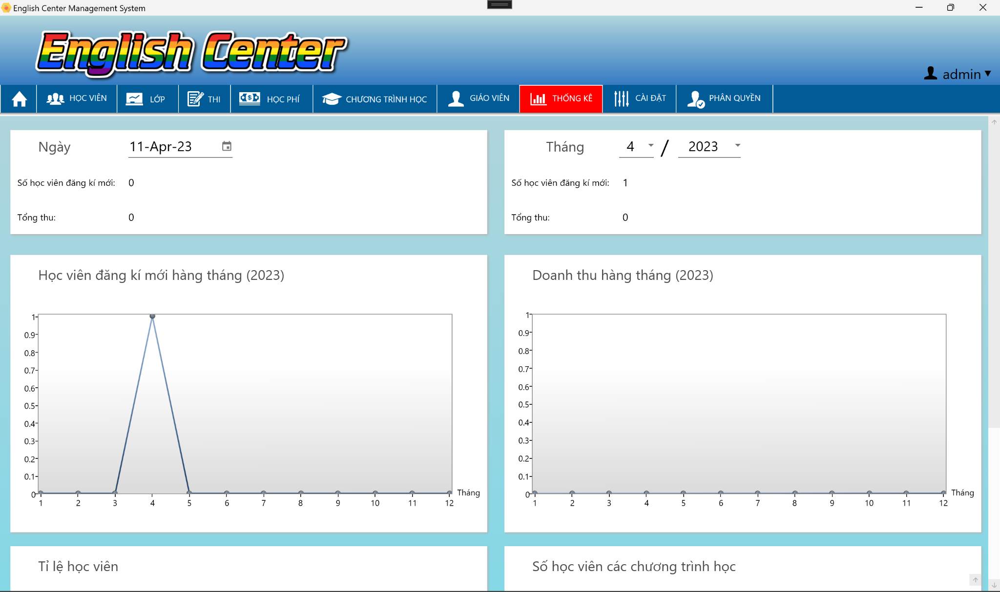 English Center Management System
English Center
admin
HỌC VIÊN LỚP THI HỌC PHÍ CHƯƠNG TRÌNH HỌC GIÁO VIÊN THỐNG KÊ CÀI ĐẶT PHÂN QUYỀN
Ngày 11-Apr-23
Số học viên đăng kí mới: 0
Tổng thu: 0
Tháng 4 / 2023
Số học viên đăng kí mới: 1
Tổng thu: 0
Học viên đăng kí mới hàng tháng (2023)
1
0.9
0.8
0.7
0.6
0.5
0.4
0.3
0.2
0.1
0
Tháng
1 2 3 4 5 6 7 8 9 10 11 12
Doanh thu hàng tháng (2023)
1
0.9
0.8
0.7
0.6
0.5
0.4
0.3
0.2
0.1
0
Tháng
1 2 3 4 5 6 7 8 9 10 11 12
Tỉ lệ học viên
Số học viên các chương trình học